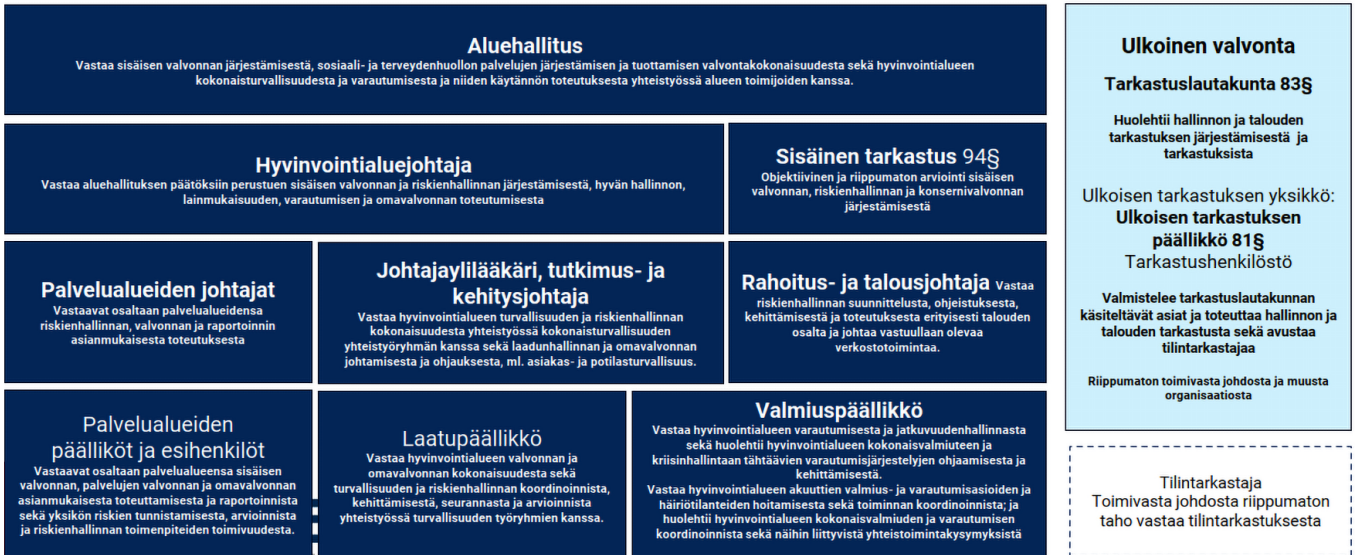 Aluehallitus
Vastaa sisäisen valvonnan järjestämisestä, sosiaali- ja terveydenhuollon palvelujen järjestämisen ja tuottamisen valvontakokonaisuudesta sekä hyvinvointialueen
kokonaisturvallisuudesta ja varautumisesta ja niiden käytännön toteutuksesta yhteistyössä alueen toimijoiden kanssa.
Hyvinvointialuejohtaja
Vastaa aluehallituksen päätöksiin perustuen sisäisen valvonnan ja riskienhallinnan järjestämisestä, hyvän hallinnon,
lainmukaisuuden, varautumisen ja omavalvonnan toteutumisesta
Sisäinen tarkastus 94§
Objektiivinen ja riippumaton arviointi sisäisen
valvonnan, riskienhallinnan ja konsernivalvonnan
järjestämisestä
Palvelualueiden johtajat
Vastaavat osaltaan palvelualueidensa
riskienhallinnan, valvonnan ja raportoinnin
asianmukaisesta toteutuksesta
Johtajaylilääkäri, tutkimus- ja
kehitysjohtaja
Vastaa hyvinvointialueen turvallisuuden ja riskienhallinnan
kokonaisuudesta yhteistyössä kokonaisturvallisuuden
yhteistyöryhmän kanssa sekä laadunhallinnan ja omavalvonnan
johtamisesta ja ohjauksesta, ml. asiakas- ja potilasturvallisuus.
Rahoitus- ja talousjohtaja Vastaa
riskienhallinnan suunnittelusta, ohjeistuksesta,
kehittämisestä ja toteutuksesta erityisesti talouden
osalta ja johtaa vastuullaan olevaa
verkostotoimintaa.
Palvelualueiden
päälliköt ja esihenkilöt
Vastaavat osaltaan palvelualueensa sisäisen
valvonnan, palvelujen valvonnan ja omavalvonnan
asianmukaisesta toteuttamisesta ja raportoinnista
sekä yksikön riskien tunnistamisesta, arvioinnista
ja riskienhallinnan toimenpiteiden toimivuudesta.
Laatupäällikkö
Vastaa hyvinvointialueen valvonnan ja
omavalvonnan kokonaisuudesta sekä
turvallisuuden ja riskienhallinnan koordinoinnista,
kehittämisestä, seurannasta ja arvioinnista
yhteistyössä turvallisuuden työryhmien kanssa.
Valmiuspäällikkö
Vastaa hyvinvointialueen varautumisesta ja jatkuvuudenhallinnasta
sekä huolehtii hyvinvointialueen kokonaisvalmiuteen ja
kriisinhallintaan tähtäävien varautumisjärjestelyjen ohjaamisesta ja
kehittämisestä.
Vastaa hyvinvointialueen akuuttien valmius- ja varautumisasioiden ja
häiriötilanteiden hoitamisesta sekä toiminnan koordinoinnista; ja
huolehtii hyvinvointialueen kokonaisvalmiuden ja varautumisen
koordinoinnista sekä näihin liittyvistä yhteistoimintakysymyksistä
Ulkoinen valvonta
Tarkastuslautakunta 83§
Huolehtii hallinnon ja talouden
tarkastuksen järjestämisestä ja
tarkastuksista
Ulkoisen tarkastuksen yksikkö:
Ulkoisen tarkastuksen
päällikkö 81§
Tarkastushenkilöstö
Valmistelee tarkastuslautakunnan
käsiteltävät asiat ja toteuttaa hallinnon ja
talouden tarkastusta sekä avustaa
tilintarkastajaa
Riippumaton toimivasta johdosta ja muusta
organisaatiosta
Tilintarkastaja
Toimivasta johdosta riippumaton
taho vastaa tilintarkastuksesta